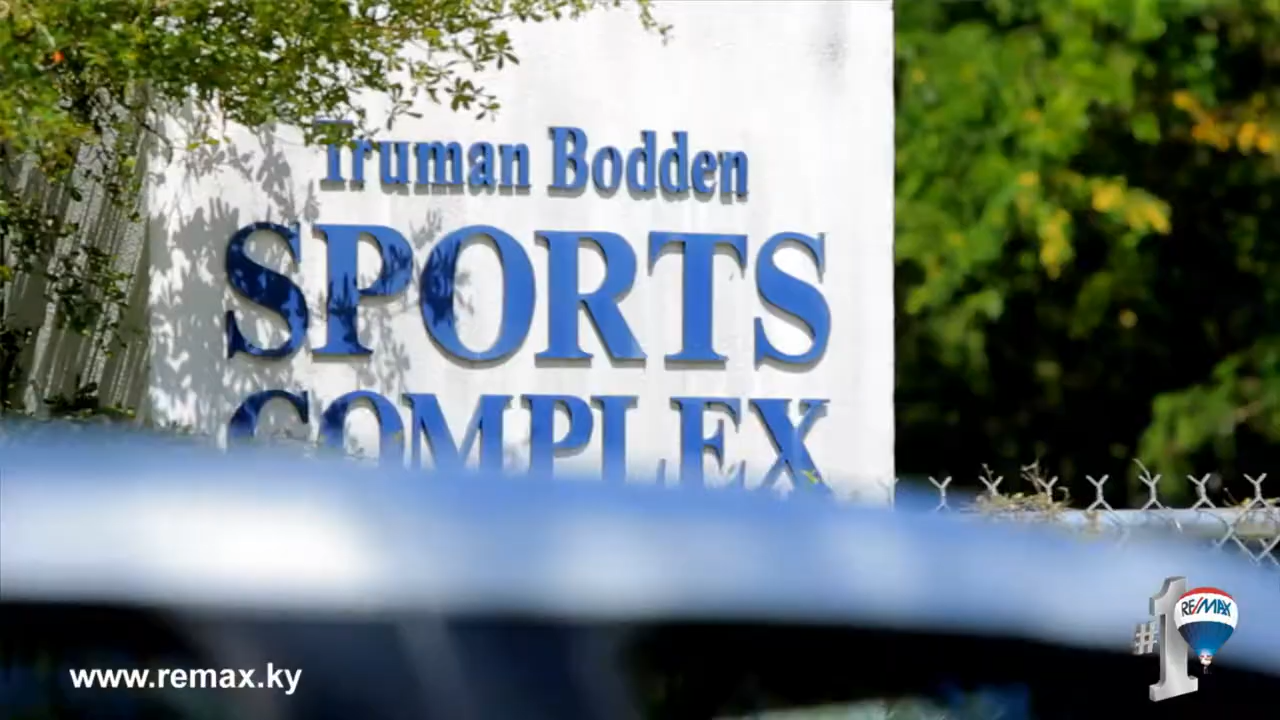 Truman Bodden
SPORTS
COMPLEX
#1
RE/MAX
www.remax.ky